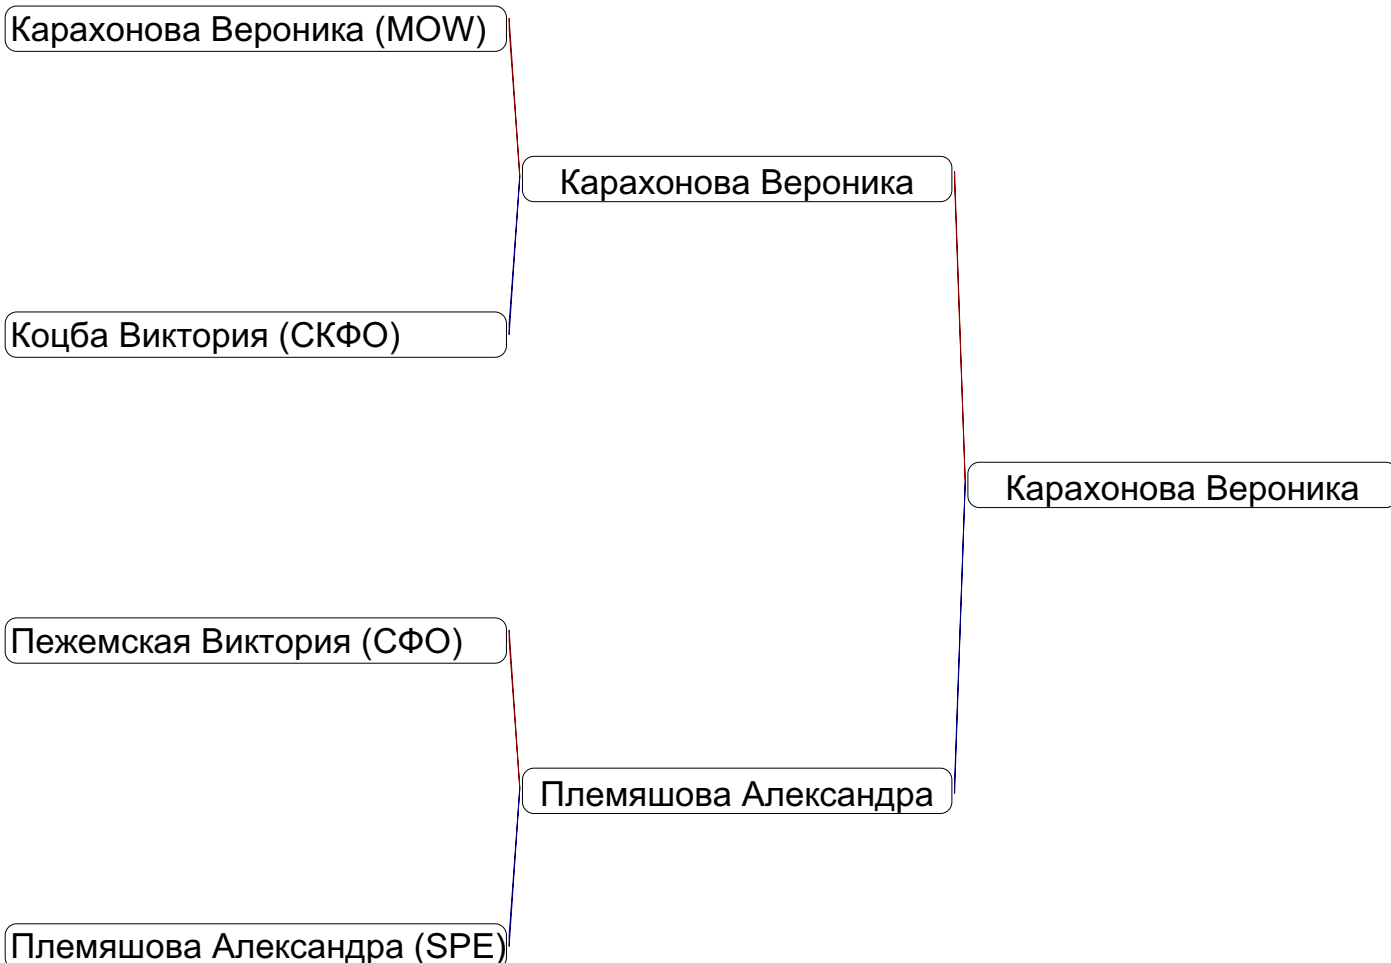 Карахонова Вероника (MOW)
Карахонова Вероника
Коцба Виктория (СКФО)
Карахонова Вероника
Пежемская Виктория (СФО)
Племяшова Александра
Племяшова Александра (SPE)